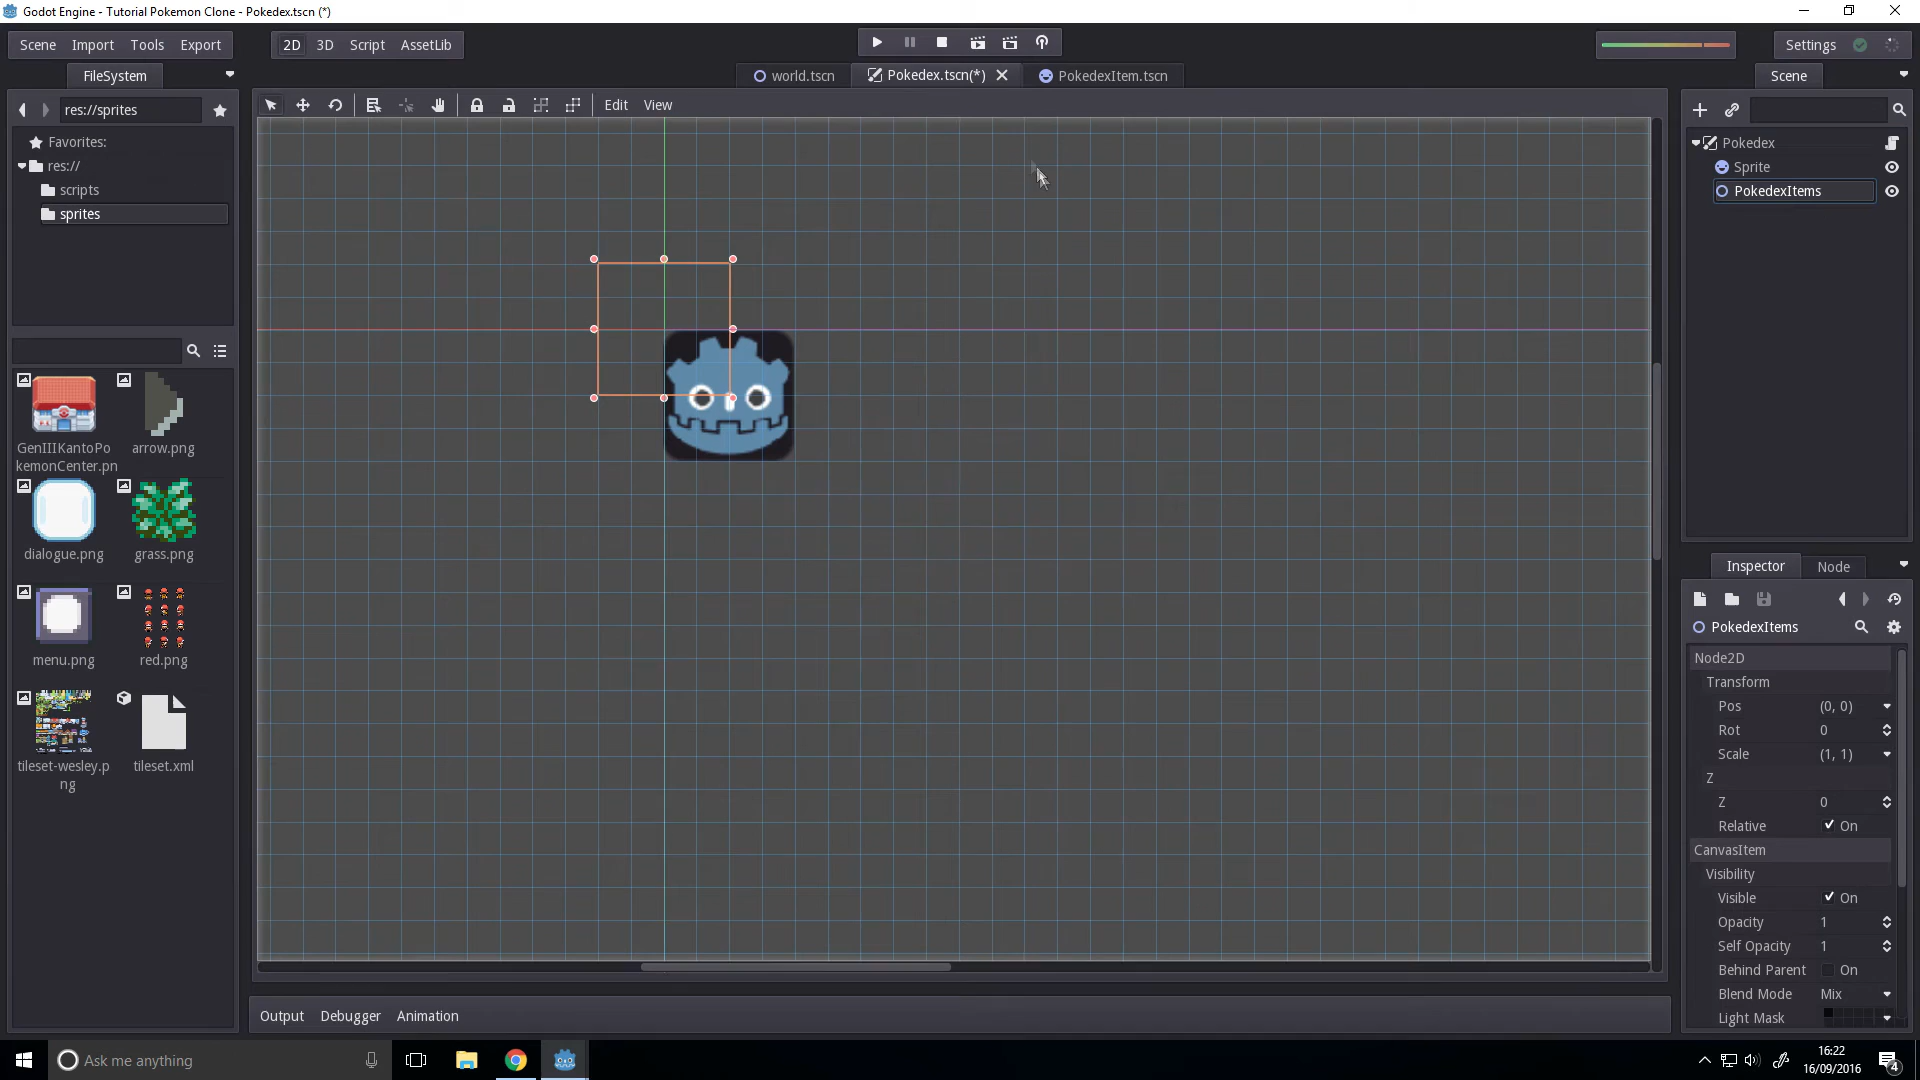 Godot Engine - Tutorial Pokemon Clone - Pokedex.tscn (*)
Scene Import Tools Export
2D 3D Script AssetLib
Settings
FileSystem
world.tscn
Pokedex.tscn(*)
PokedexItem.tscn
Scene
res://sprites
Edit View
Favorites:
res://
scripts
sprites
Pokedex
Sprite
PokedexItems
GenIIIKantoPo
kemonCenter.pn
arrow.png
dialogue.png
grass.png
menu.png
red.png
tileset-wesley.p
ng
tileset.xml
Inspector Node
PokedexItems
Node2D
Transform
Pos (0, 0)
Rot 0
Scale (1, 1)
Z
Z 0
Relative On
CanvasItem
Visibility
Visible On
Opacity 1
Self Opacity 1
Behind Parent On
Blend Mode Mix
Light Mask
Output Debugger Animation
Ask me anything
16:22
16/09/2016
4